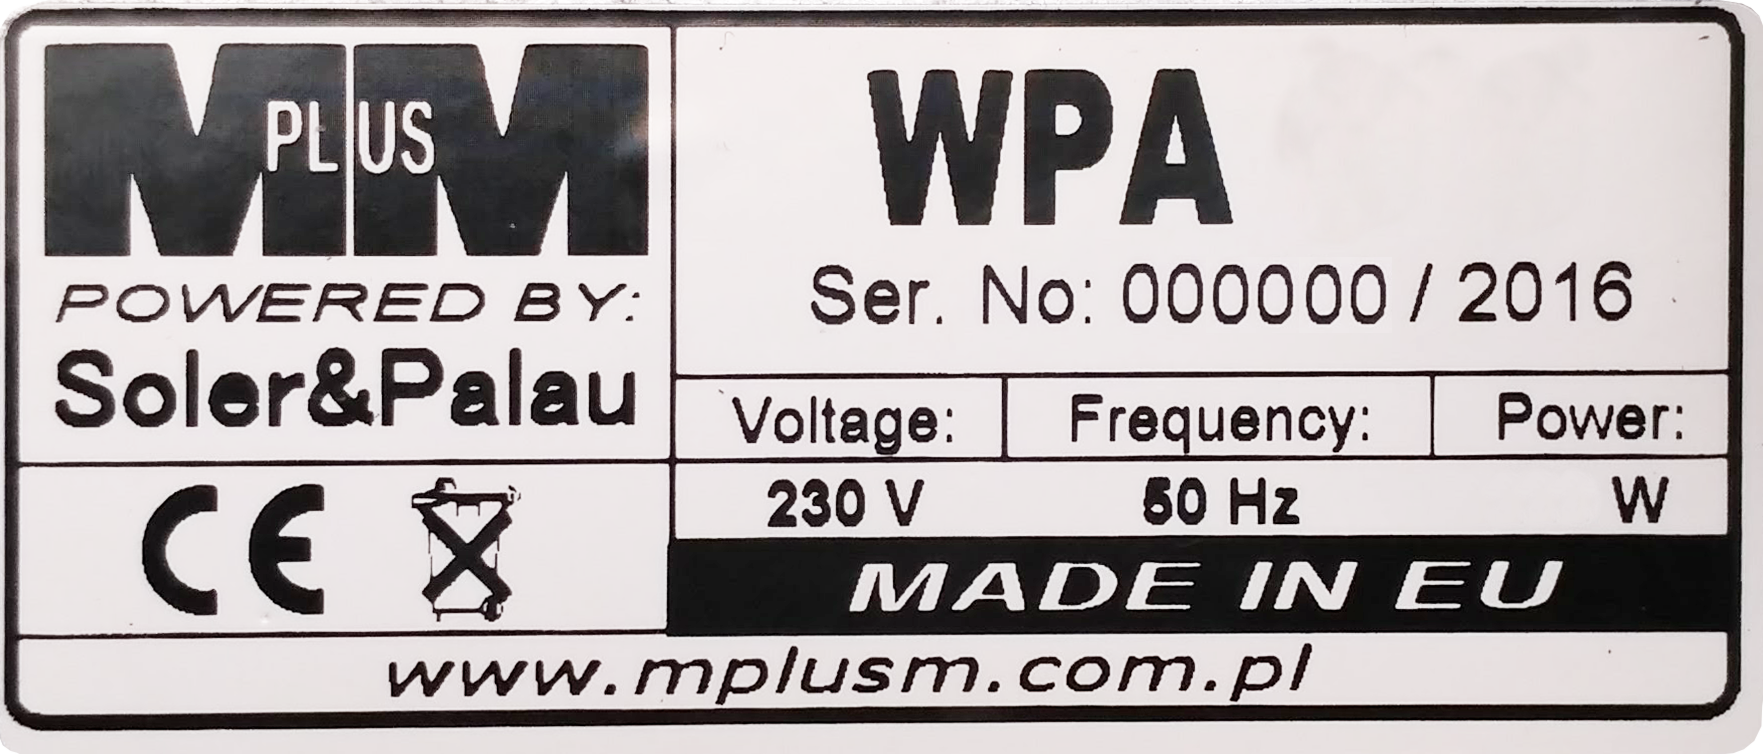 M PLUS M
POWERED BY:
Soler&Palau
WPA
Ser. No: 000000 / 2016
Voltage: Frequency: Power:
230 V 50 Hz W
CE
MADE IN EU
www.mplusm.com.pl